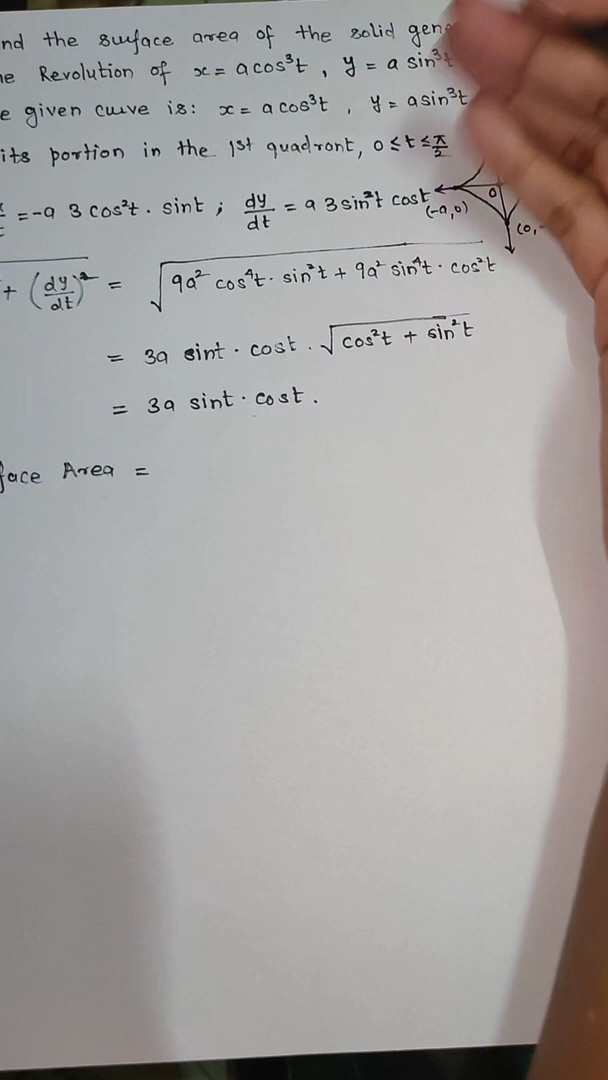 nd the surface area of the solid gene
e Revolution of x = a cos³t , y = a sin³t
e given curve is: x = a cos³t , y = a sin³t
its portion in the 1st quadrant, 0 ≤ t ≤ π/2
= -a 3 cos²t · sint ; dy/dt = a 3 sin²t cost
(-a,0)
0
(0,-
+ (dy/dt)² = √(9a² cos⁴t · sin²t + 9a² sin⁴t · cos²t
= 3a sint · cost · √(cos²t + sin²t
= 3a sint · cost .
face Area =